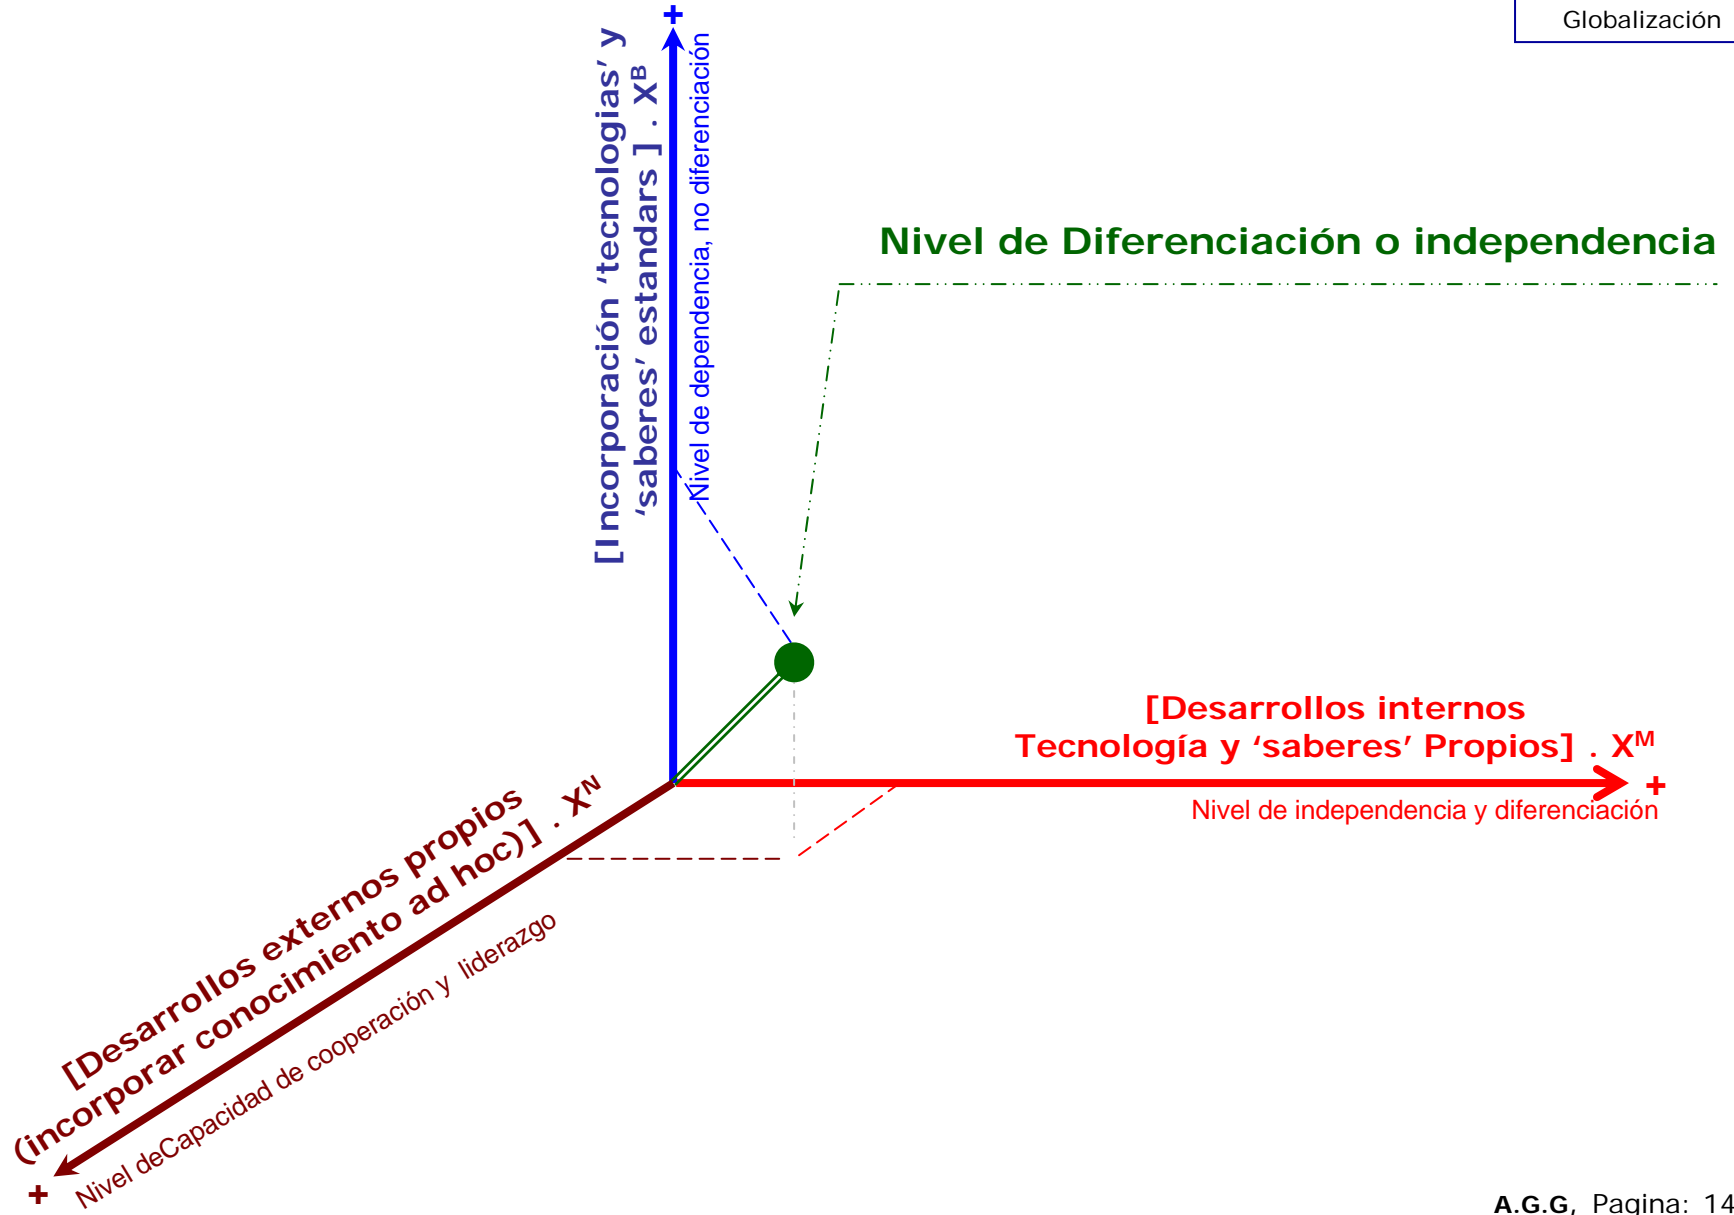 Globalización
+
[Incorporación ‘tecnologias’ y
‘saberes’ estandars ] . X^B
Nivel de dependencia, no diferenciación
Nivel de Diferenciación o independencia
[Desarrollos internos
Tecnología y ‘saberes’ Propios] . X^M
+
Nivel de independencia y diferenciación
[Desarrollos externos propios
(incorporar conocimiento ad hoc)] . X^N
Nivel deCapacidad de cooperación y liderazgo
+
A.G.G, Pagina: 14